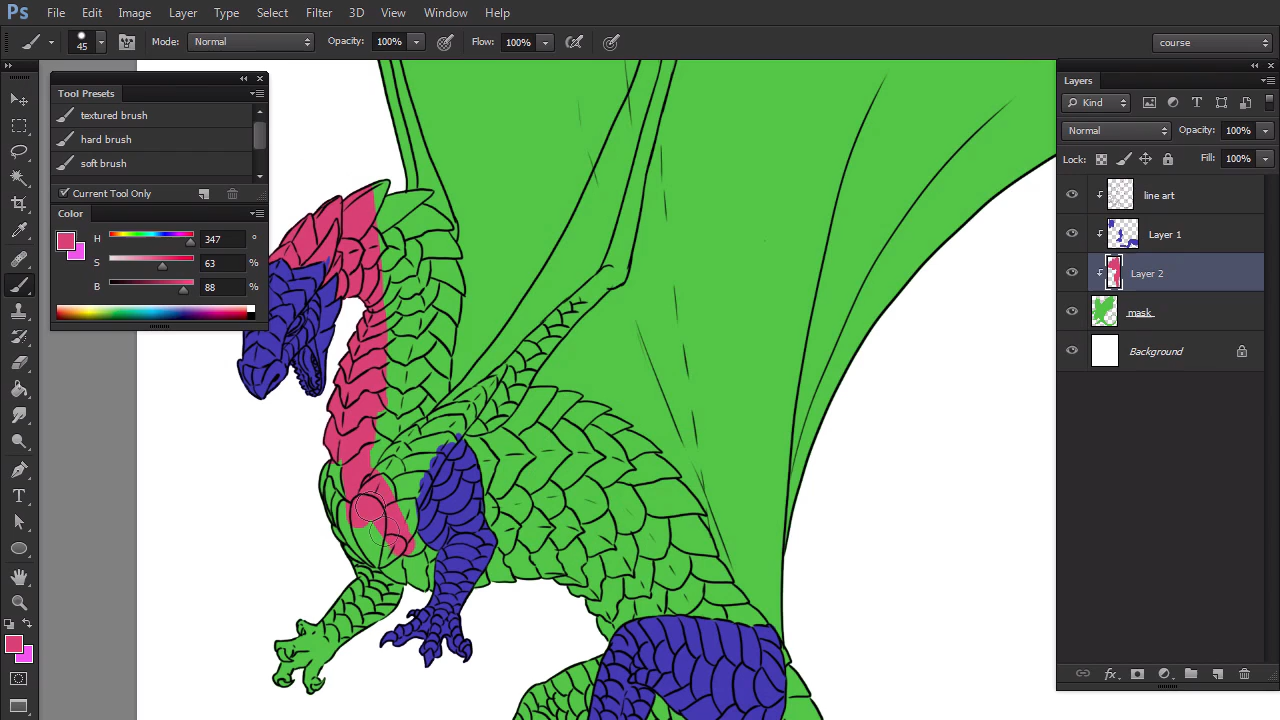 Ps File Edit Image Layer Type Select Filter 3D View Window Help
45 Mode: Normal Opacity: 100% Flow: 100% course
Tool Presets
textured brush
hard brush
soft brush
Current Tool Only
Color
H 347 °
S 63 %
B 88 %
T
Layers
Kind T
Normal Opacity: 100%
Lock: Fill: 100%
line art
Layer 1
Layer 2
mask
Background
fx